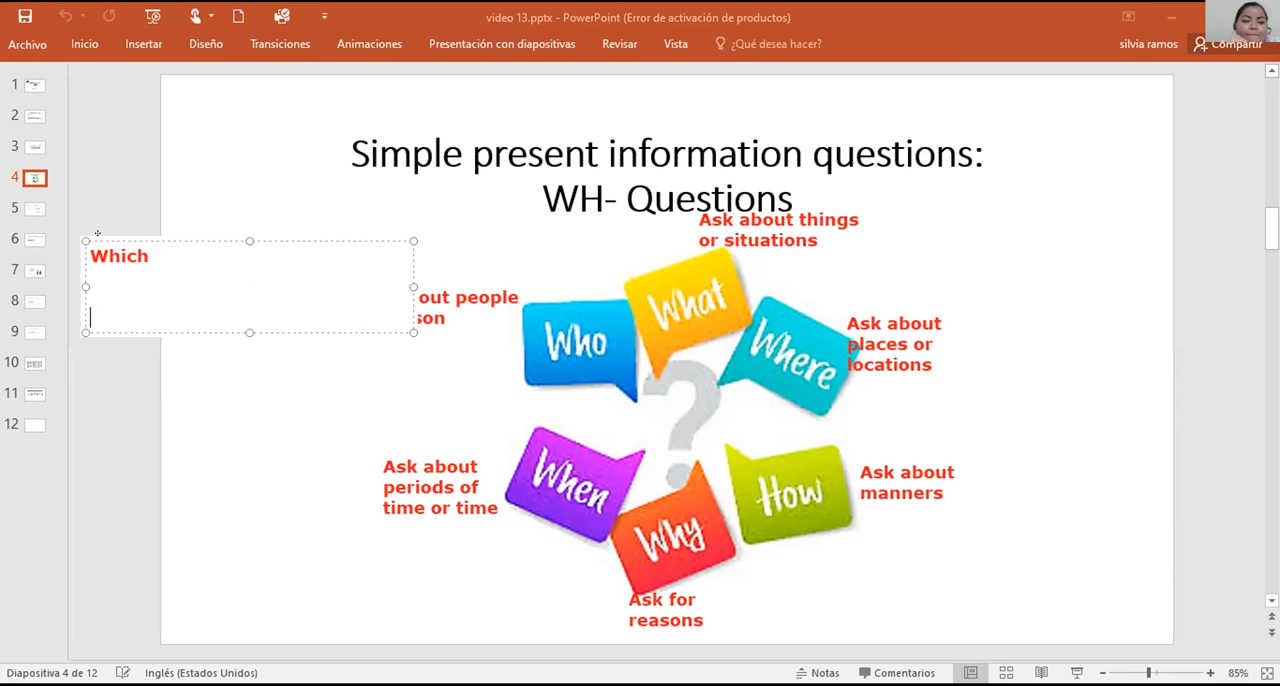 video 13.pptx - PowerPoint (Error de activación de productos)
Archivo
Inicio
Insertar
Diseño
Transiciones
Animaciones
Presentación con diapositivas
Revisar
Vista
¿Qué desea hacer?
silvia ramos
Compartir
1
2
3
4
5
6
7
8
9
10
11
12
Simple present information questions:
WH- Questions
Ask about things
or situations
Which
out people
son
Who
What
Where
Ask about
places or
locations
?
Ask about
periods of
time or time
When
Why
How
Ask about
manners
Ask for
reasons
Diapositiva 4 de 12
Inglés (Estados Unidos)
Notas
Comentarios
85%